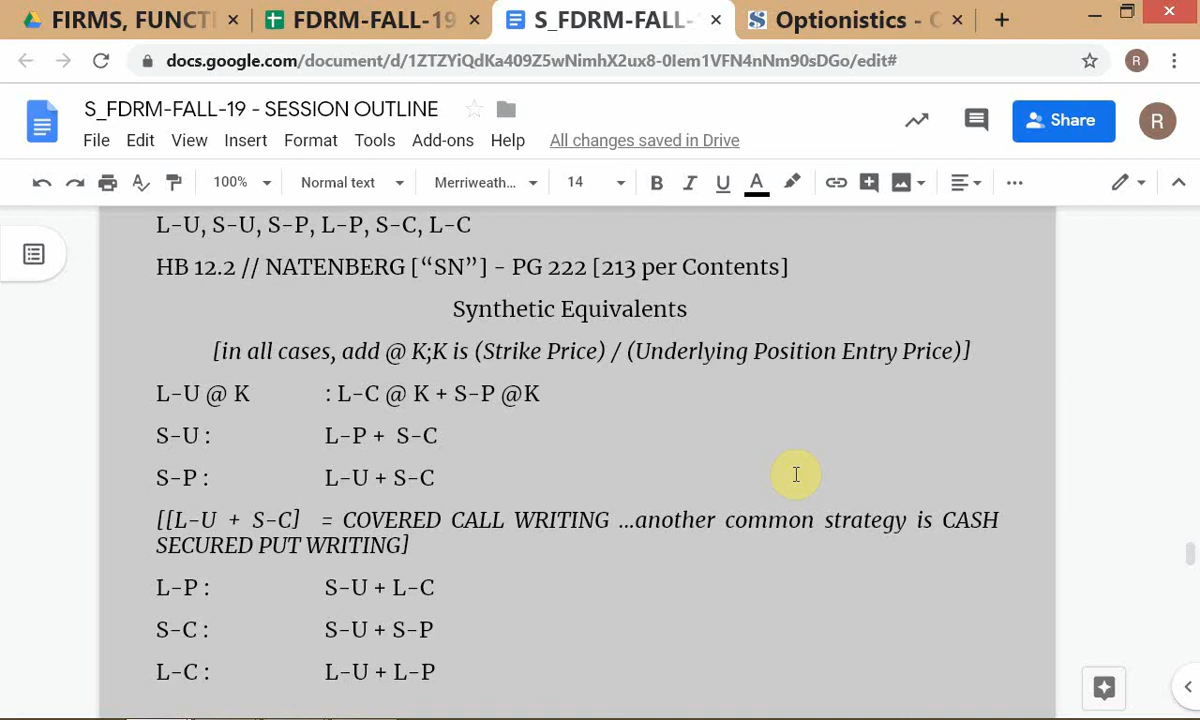 FIRMS, FUNCTI
FDRM-FALL-19
S_FDRM-FALL-
Optionistics -
docs.google.com/document/d/1ZTZYiQdKa409Z5wNimhX2ux8-0Iem1VFN4nNm90sDGo/edit#
R
S_FDRM-FALL-19 - SESSION OUTLINE
Share
R
File Edit View Insert Format Tools Add-ons Help All changes saved in Drive
100% Normal text Merriweath... 14 B I U A
L-U, S-U, S-P, L-P, S-C, L-C
HB 12.2 // NATENBERG [“SN”] - PG 222 [213 per Contents]
Synthetic Equivalents
[in all cases, add @ K;K is (Strike Price) / (Underlying Position Entry Price)]
L-U @ K : L-C @ K + S-P @K
S-U : L-P + S-C
S-P : L-U + S-C
[[L-U + S-C] = COVERED CALL WRITING ...another common strategy is CASH
SECURED PUT WRITING]
L-P : S-U + L-C
S-C : S-U + S-P
L-C : L-U + L-P